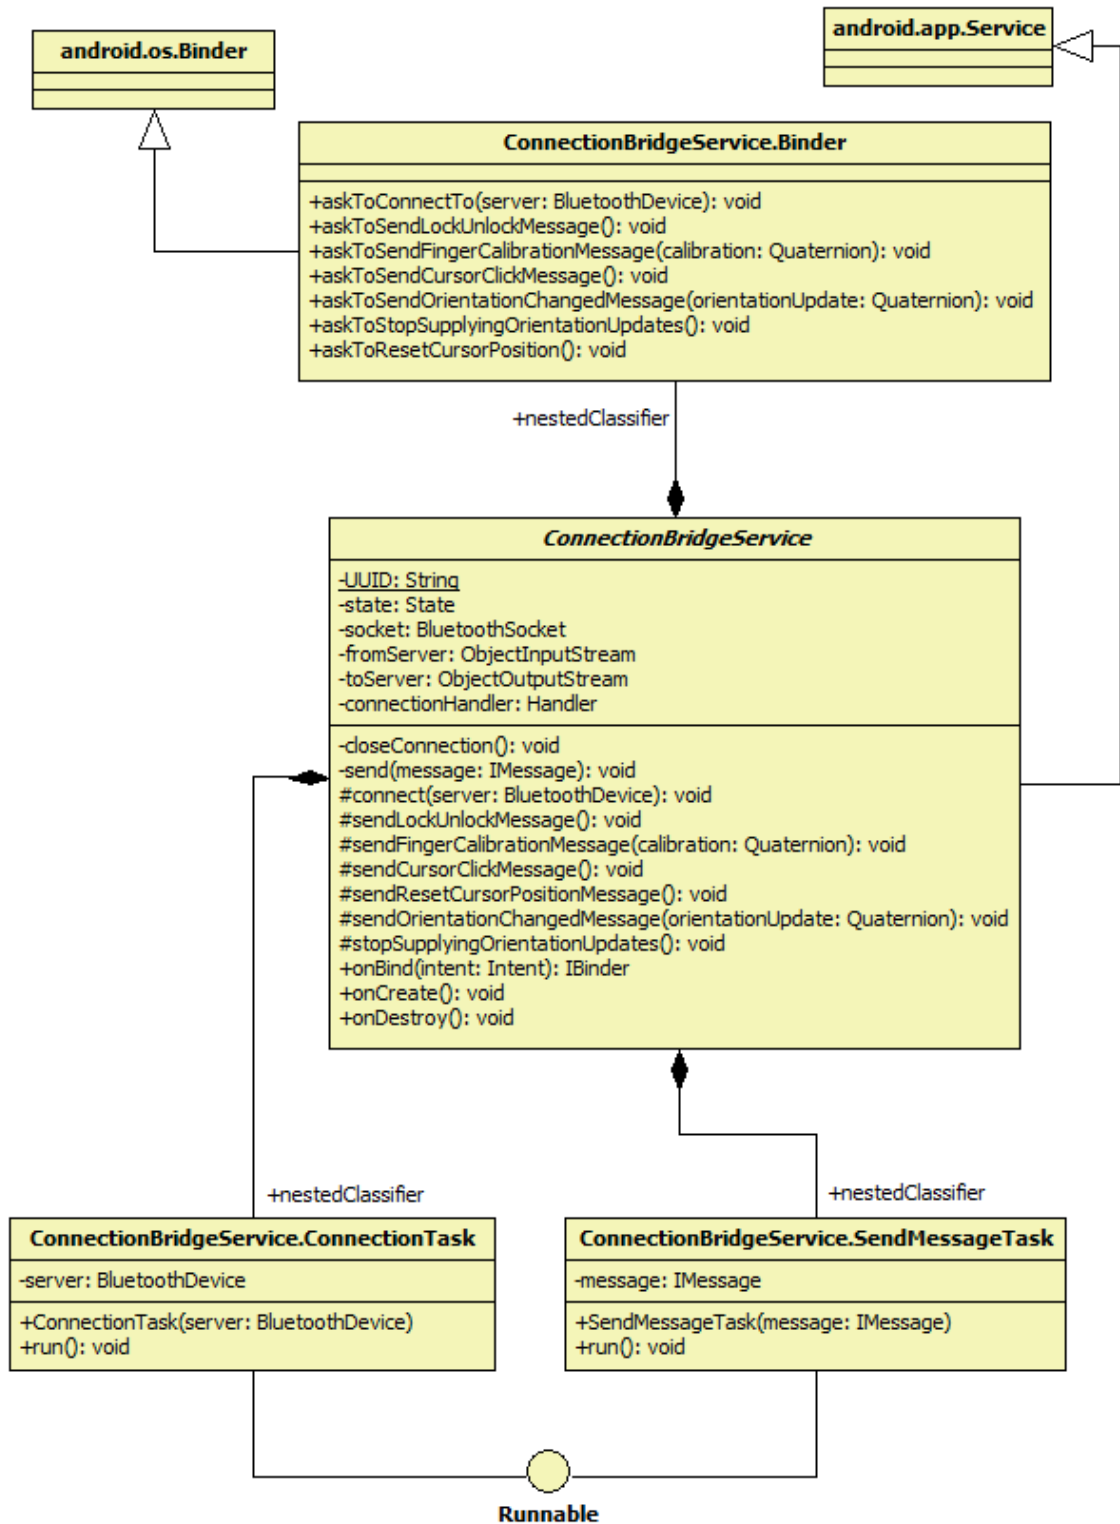 android.os.Binder
android.app.Service
ConnectionBridgeService.Binder
+askToConnectTo(server: BluetoothDevice): void
+askToSendLockUnlockMessage(): void
+askToSendFingerCalibrationMessage(calibration: Quaternion): void
+askToSendCursorClickMessage(): void
+askToSendOrientationChangedMessage(orientationUpdate: Quaternion): void
+askToStopSupplyingOrientationUpdates(): void
+askToResetCursorPosition(): void
+nestedClassifier
ConnectionBridgeService
-UUID: String
-state: State
-socket: BluetoothSocket
-fromServer: ObjectInputStream
-toServer: ObjectOutputStream
-connectionHandler: Handler
-closeConnection(): void
-send(message: IMessage): void
#connect(server: BluetoothDevice): void
#sendLockUnlockMessage(): void
#sendFingerCalibrationMessage(calibration: Quaternion): void
#sendCursorClickMessage(): void
#sendResetCursorPositionMessage(): void
#sendOrientationChangedMessage(orientationUpdate: Quaternion): void
#stopSupplyingOrientationUpdates(): void
+onBind(intent: Intent): IBinder
+onCreate(): void
+onDestroy(): void
+nestedClassifier
ConnectionBridgeService.ConnectionTask
-server: BluetoothDevice
+ConnectionTask(server: BluetoothDevice)
+run(): void
+nestedClassifier
ConnectionBridgeService.SendMessageTask
-message: IMessage
+SendMessageTask(message: IMessage)
+run(): void
Runnable